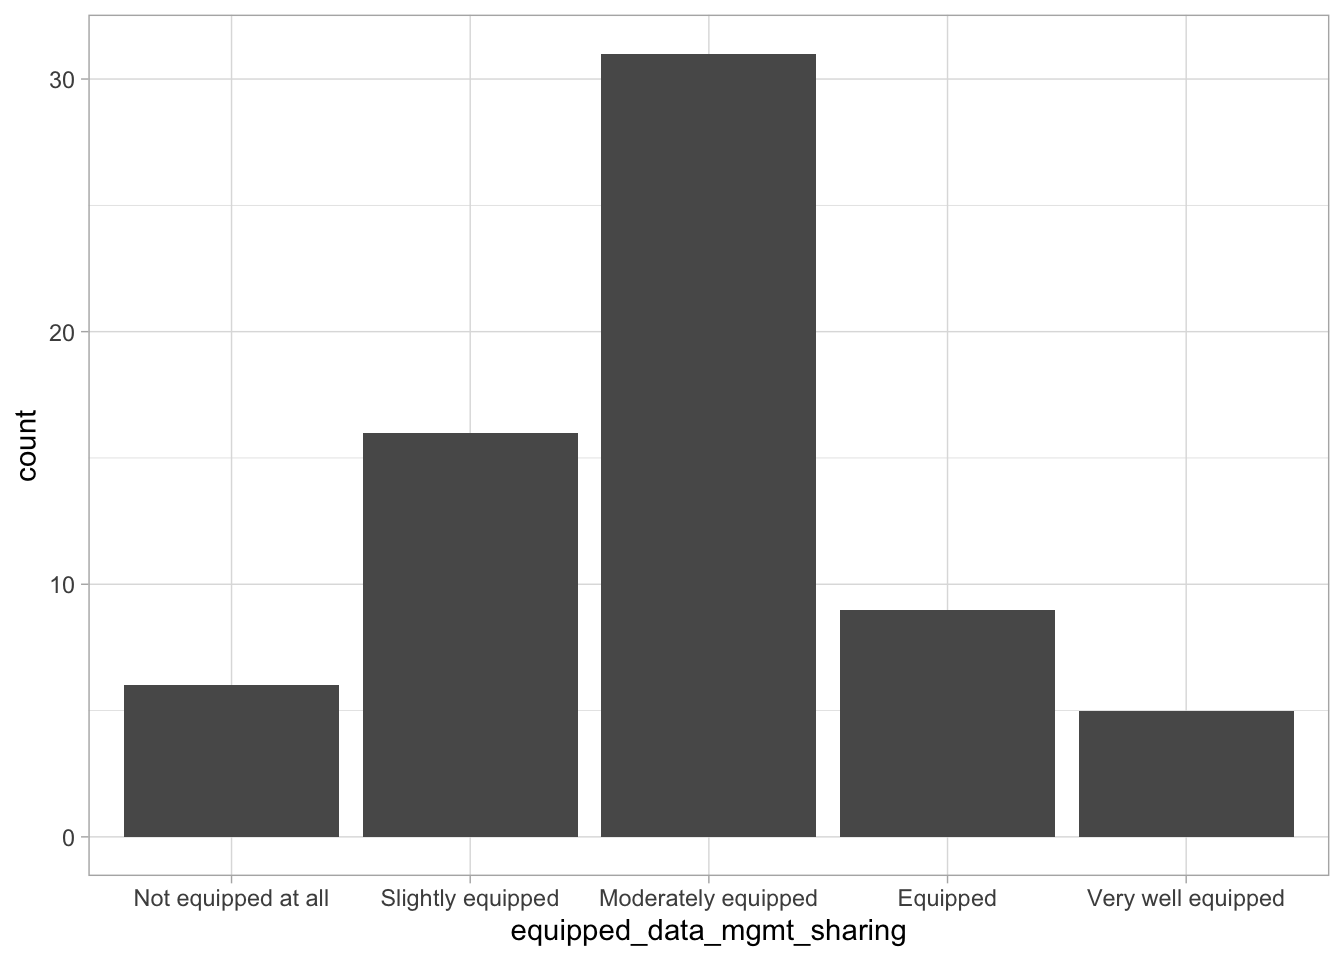 30
20
10
0
count
Not equipped at all
Slightly equipped
Moderately equipped
Equipped
Very well equipped
equipped_data_mgmt_sharing